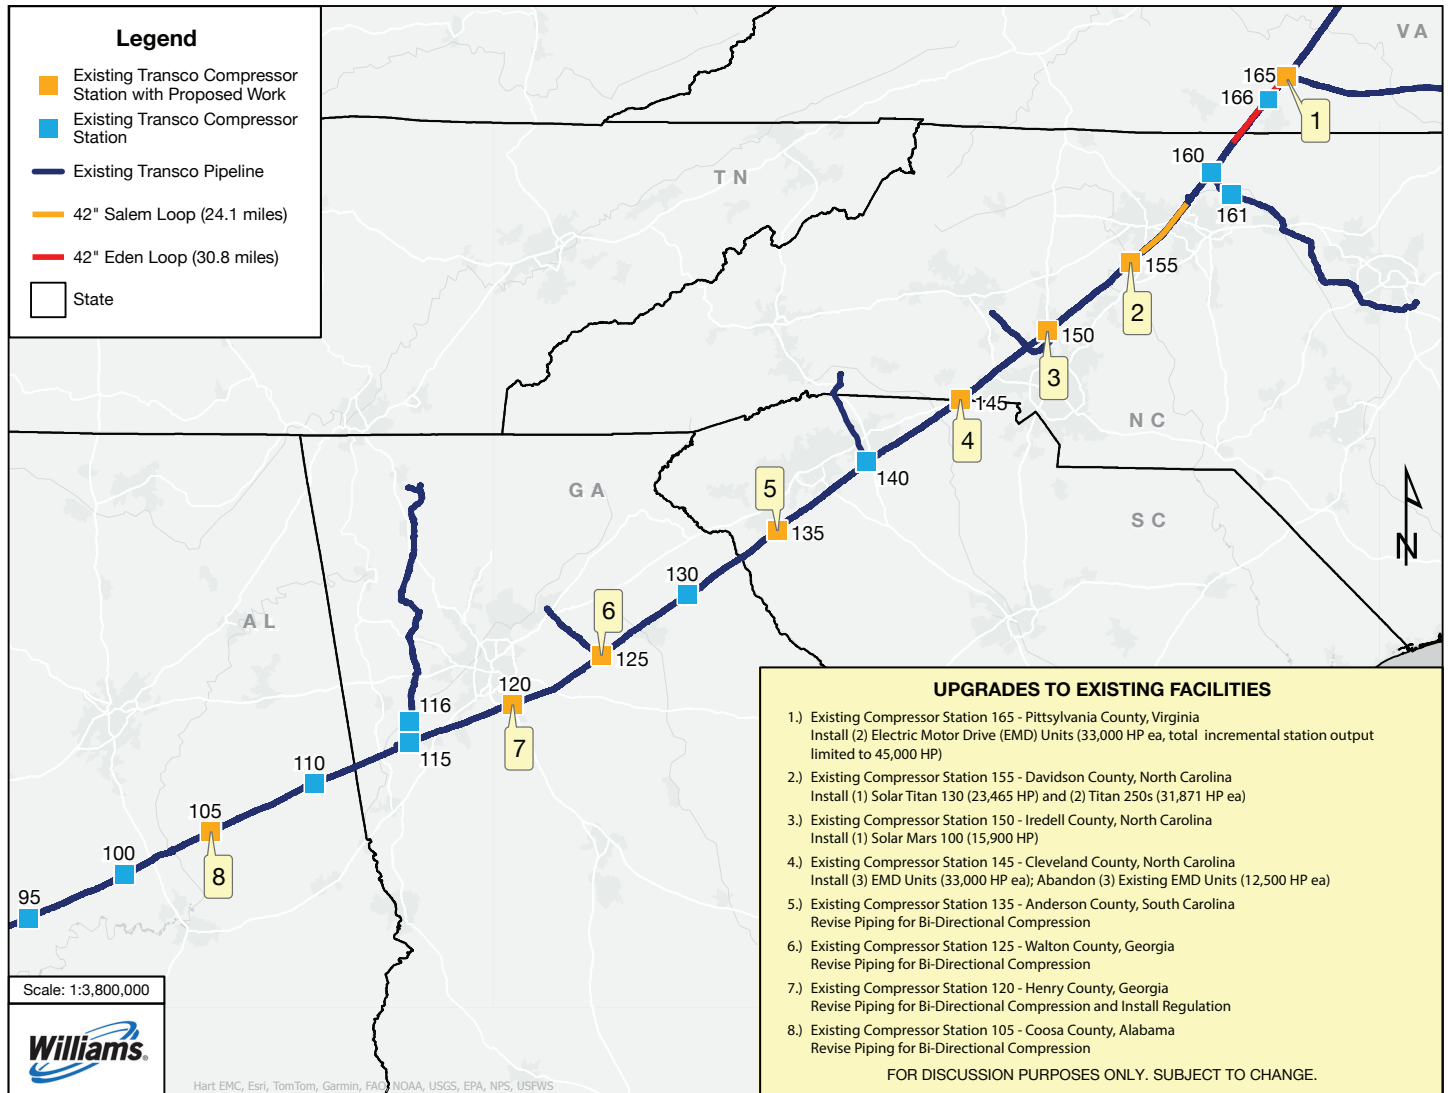 Legend
Existing Transco Compressor
Station with Proposed Work
Existing Transco Compressor
Station
Existing Transco Pipeline
42" Salem Loop (24.1 miles)
42" Eden Loop (30.8 miles)
State
VA
165
166
1
160
161
TN
155
2
150
3
145
4
NC
140
SC
N
GA
5
135
130
6
125
AL
120
7
116
115
110
105
8
100
95
UPGRADES TO EXISTING FACILITIES
1.) Existing Compressor Station 165 - Pittsylvania County, Virginia
Install (2) Electric Motor Drive (EMD) Units (33,000 HP ea, total incremental station output
limited to 45,000 HP)
2.) Existing Compressor Station 155 - Davidson County, North Carolina
Install (1) Solar Titan 130 (23,465 HP) and (2) Titan 250s (31,871 HP ea)
3.) Existing Compressor Station 150 - Iredell County, North Carolina
Install (1) Solar Mars 100 (15,900 HP)
4.) Existing Compressor Station 145 - Cleveland County, North Carolina
Install (3) EMD Units (33,000 HP ea); Abandon (3) Existing EMD Units (12,500 HP ea)
5.) Existing Compressor Station 135 - Anderson County, South Carolina
Revise Piping for Bi-Directional Compression
6.) Existing Compressor Station 125 - Walton County, Georgia
Revise Piping for Bi-Directional Compression
7.) Existing Compressor Station 120 - Henry County, Georgia
Revise Piping for Bi-Directional Compression and Install Regulation
8.) Existing Compressor Station 105 - Coosa County, Alabama
Revise Piping for Bi-Directional Compression
FOR DISCUSSION PURPOSES ONLY. SUBJECT TO CHANGE.
Scale: 1:3,800,000
Williams.
Hart EMC, Esri, TomTom, Garmin, FAO, NOAA, USGS, EPA, NPS, USFWS